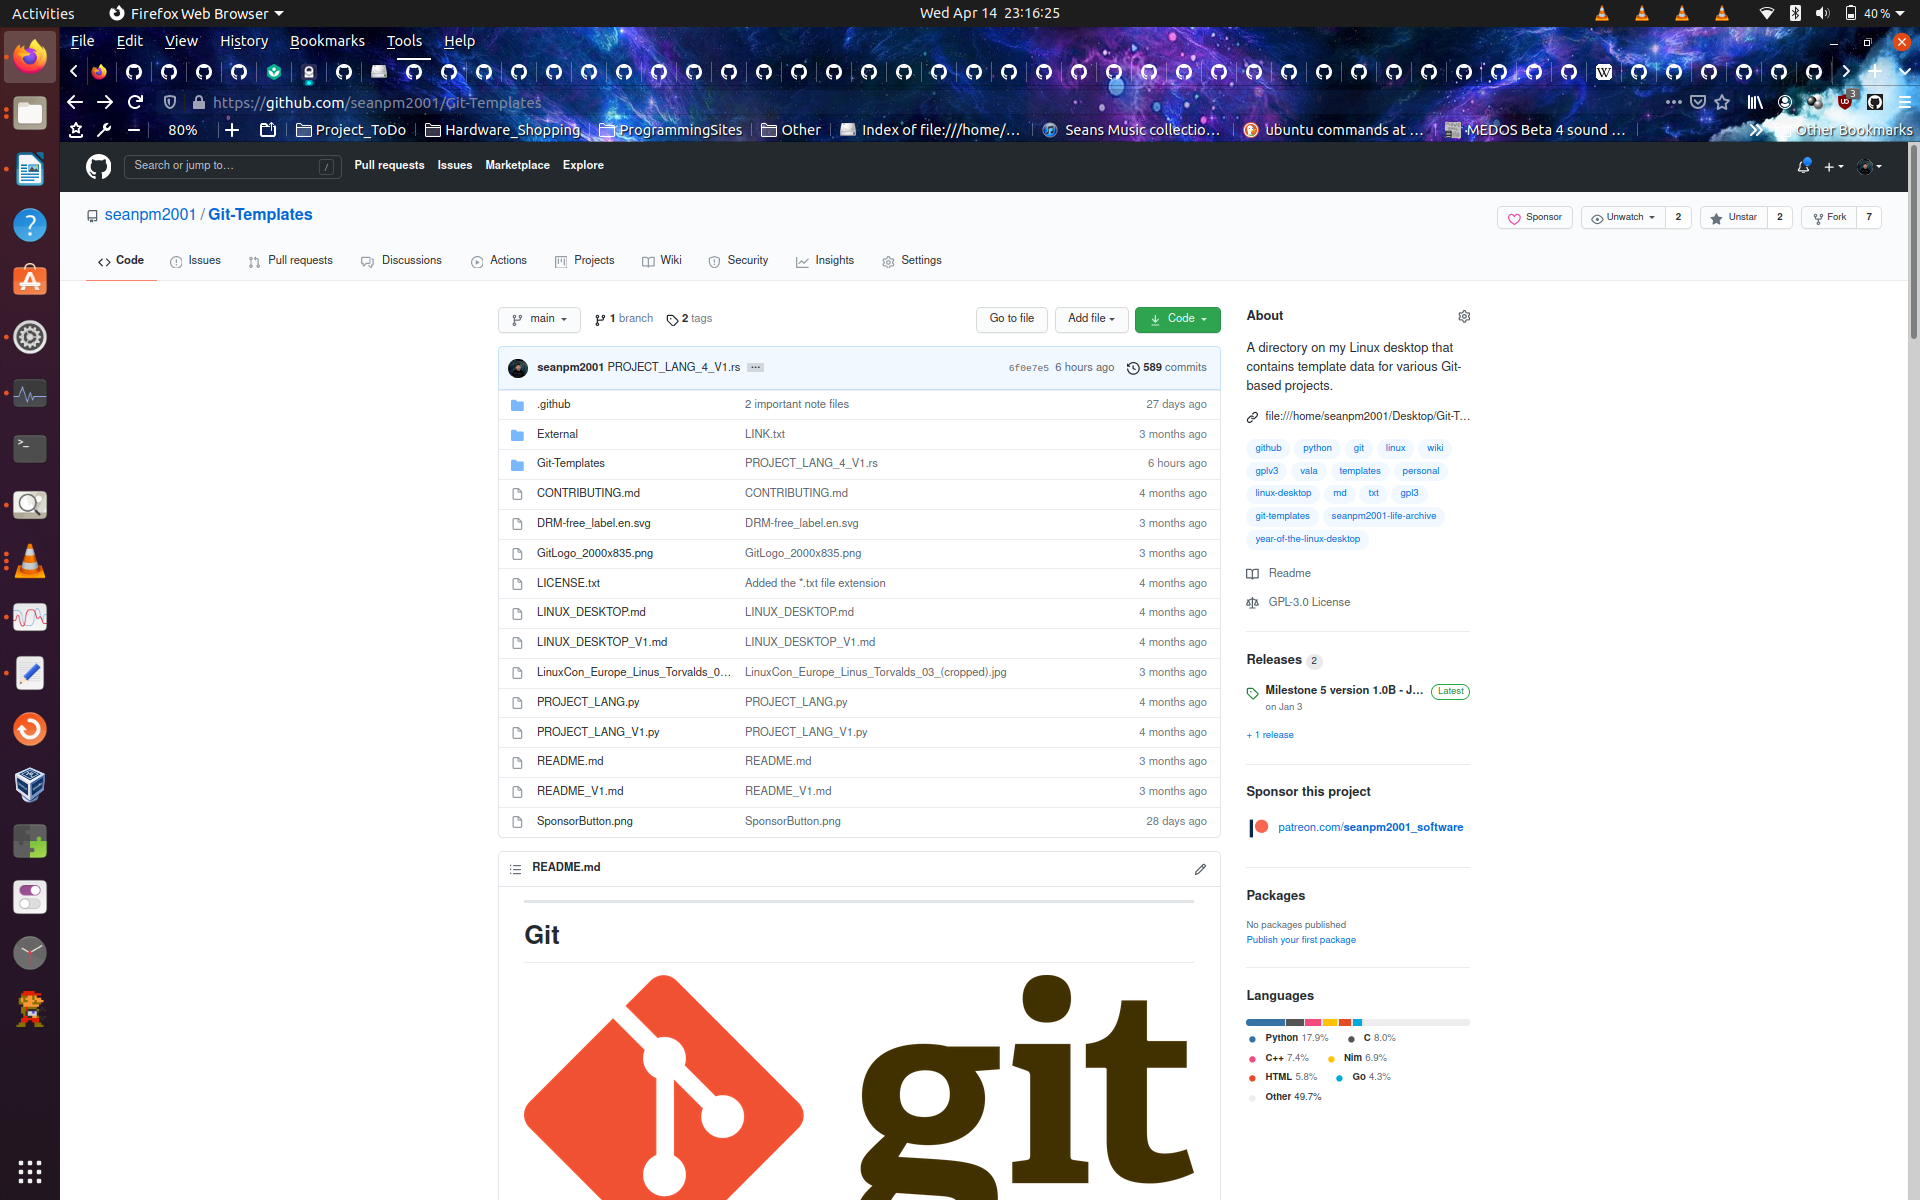 Activities Firefox Web Browser Wed Apr 14 23:16:25 40 %
File Edit View History Bookmarks Tools Help
https://github.com/seanpm2001/Git-Templates 3
80% Project_ToDo Hardware_Shopping ProgrammingSites Other Index of file:///home/... Seans Music collectio... ubuntu commands at ... MEDOS Beta 4 sound ... Other Bookmarks
Search or jump to... / Pull requests Issues Marketplace Explore
seanpm2001 / Git-Templates Sponsor Unwatch 2 Unstar 2 Fork 7
Code Issues Pull requests Discussions Actions Projects Wiki Security Insights Settings
main 1 branch 2 tags Go to file Add file Code
seanpm2001 PROJECT_LANG_4_V1.rs ... 6f0e7e5 6 hours ago 589 commits
.github 2 important note files 27 days ago
External LINK.txt 3 months ago
Git-Templates PROJECT_LANG_4_V1.rs 6 hours ago
CONTRIBUTING.md CONTRIBUTING.md 4 months ago
DRM-free_label.en.svg DRM-free_label.en.svg 3 months ago
GitLogo_2000x835.png GitLogo_2000x835.png 3 months ago
LICENSE.txt Added the *.txt file extension 4 months ago
LINUX_DESKTOP.md LINUX_DESKTOP.md 4 months ago
LINUX_DESKTOP_V1.md LINUX_DESKTOP_V1.md 4 months ago
LinuxCon_Europe_Linus_Torvalds_0... LinuxCon_Europe_Linus_Torvalds_03_(cropped).jpg 3 months ago
PROJECT_LANG.py PROJECT_LANG.py 4 months ago
PROJECT_LANG_V1.py PROJECT_LANG_V1.py 4 months ago
README.md README.md 3 months ago
README_V1.md README_V1.md 3 months ago
SponsorButton.png SponsorButton.png 28 days ago
README.md
Git
git
About
A directory on my Linux desktop that
contains template data for various Git-
based projects.
file:///home/seanpm2001/Desktop/Git-T...
github python git linux wiki
gplv3 vala templates personal
linux-desktop md txt gpl3
git-templates seanpm2001-life-archive
year-of-the-linux-desktop
Readme
GPL-3.0 License
Releases 2
Milestone 5 version 1.0B - J... Latest
on Jan 3
+ 1 release
Sponsor this project
patreon.com/seanpm2001_software
Packages
No packages published
Publish your first package
Languages
Python 17.9% C 8.0%
C++ 7.4% Nim 6.9%
HTML 5.8% Go 4.3%
Other 49.7%